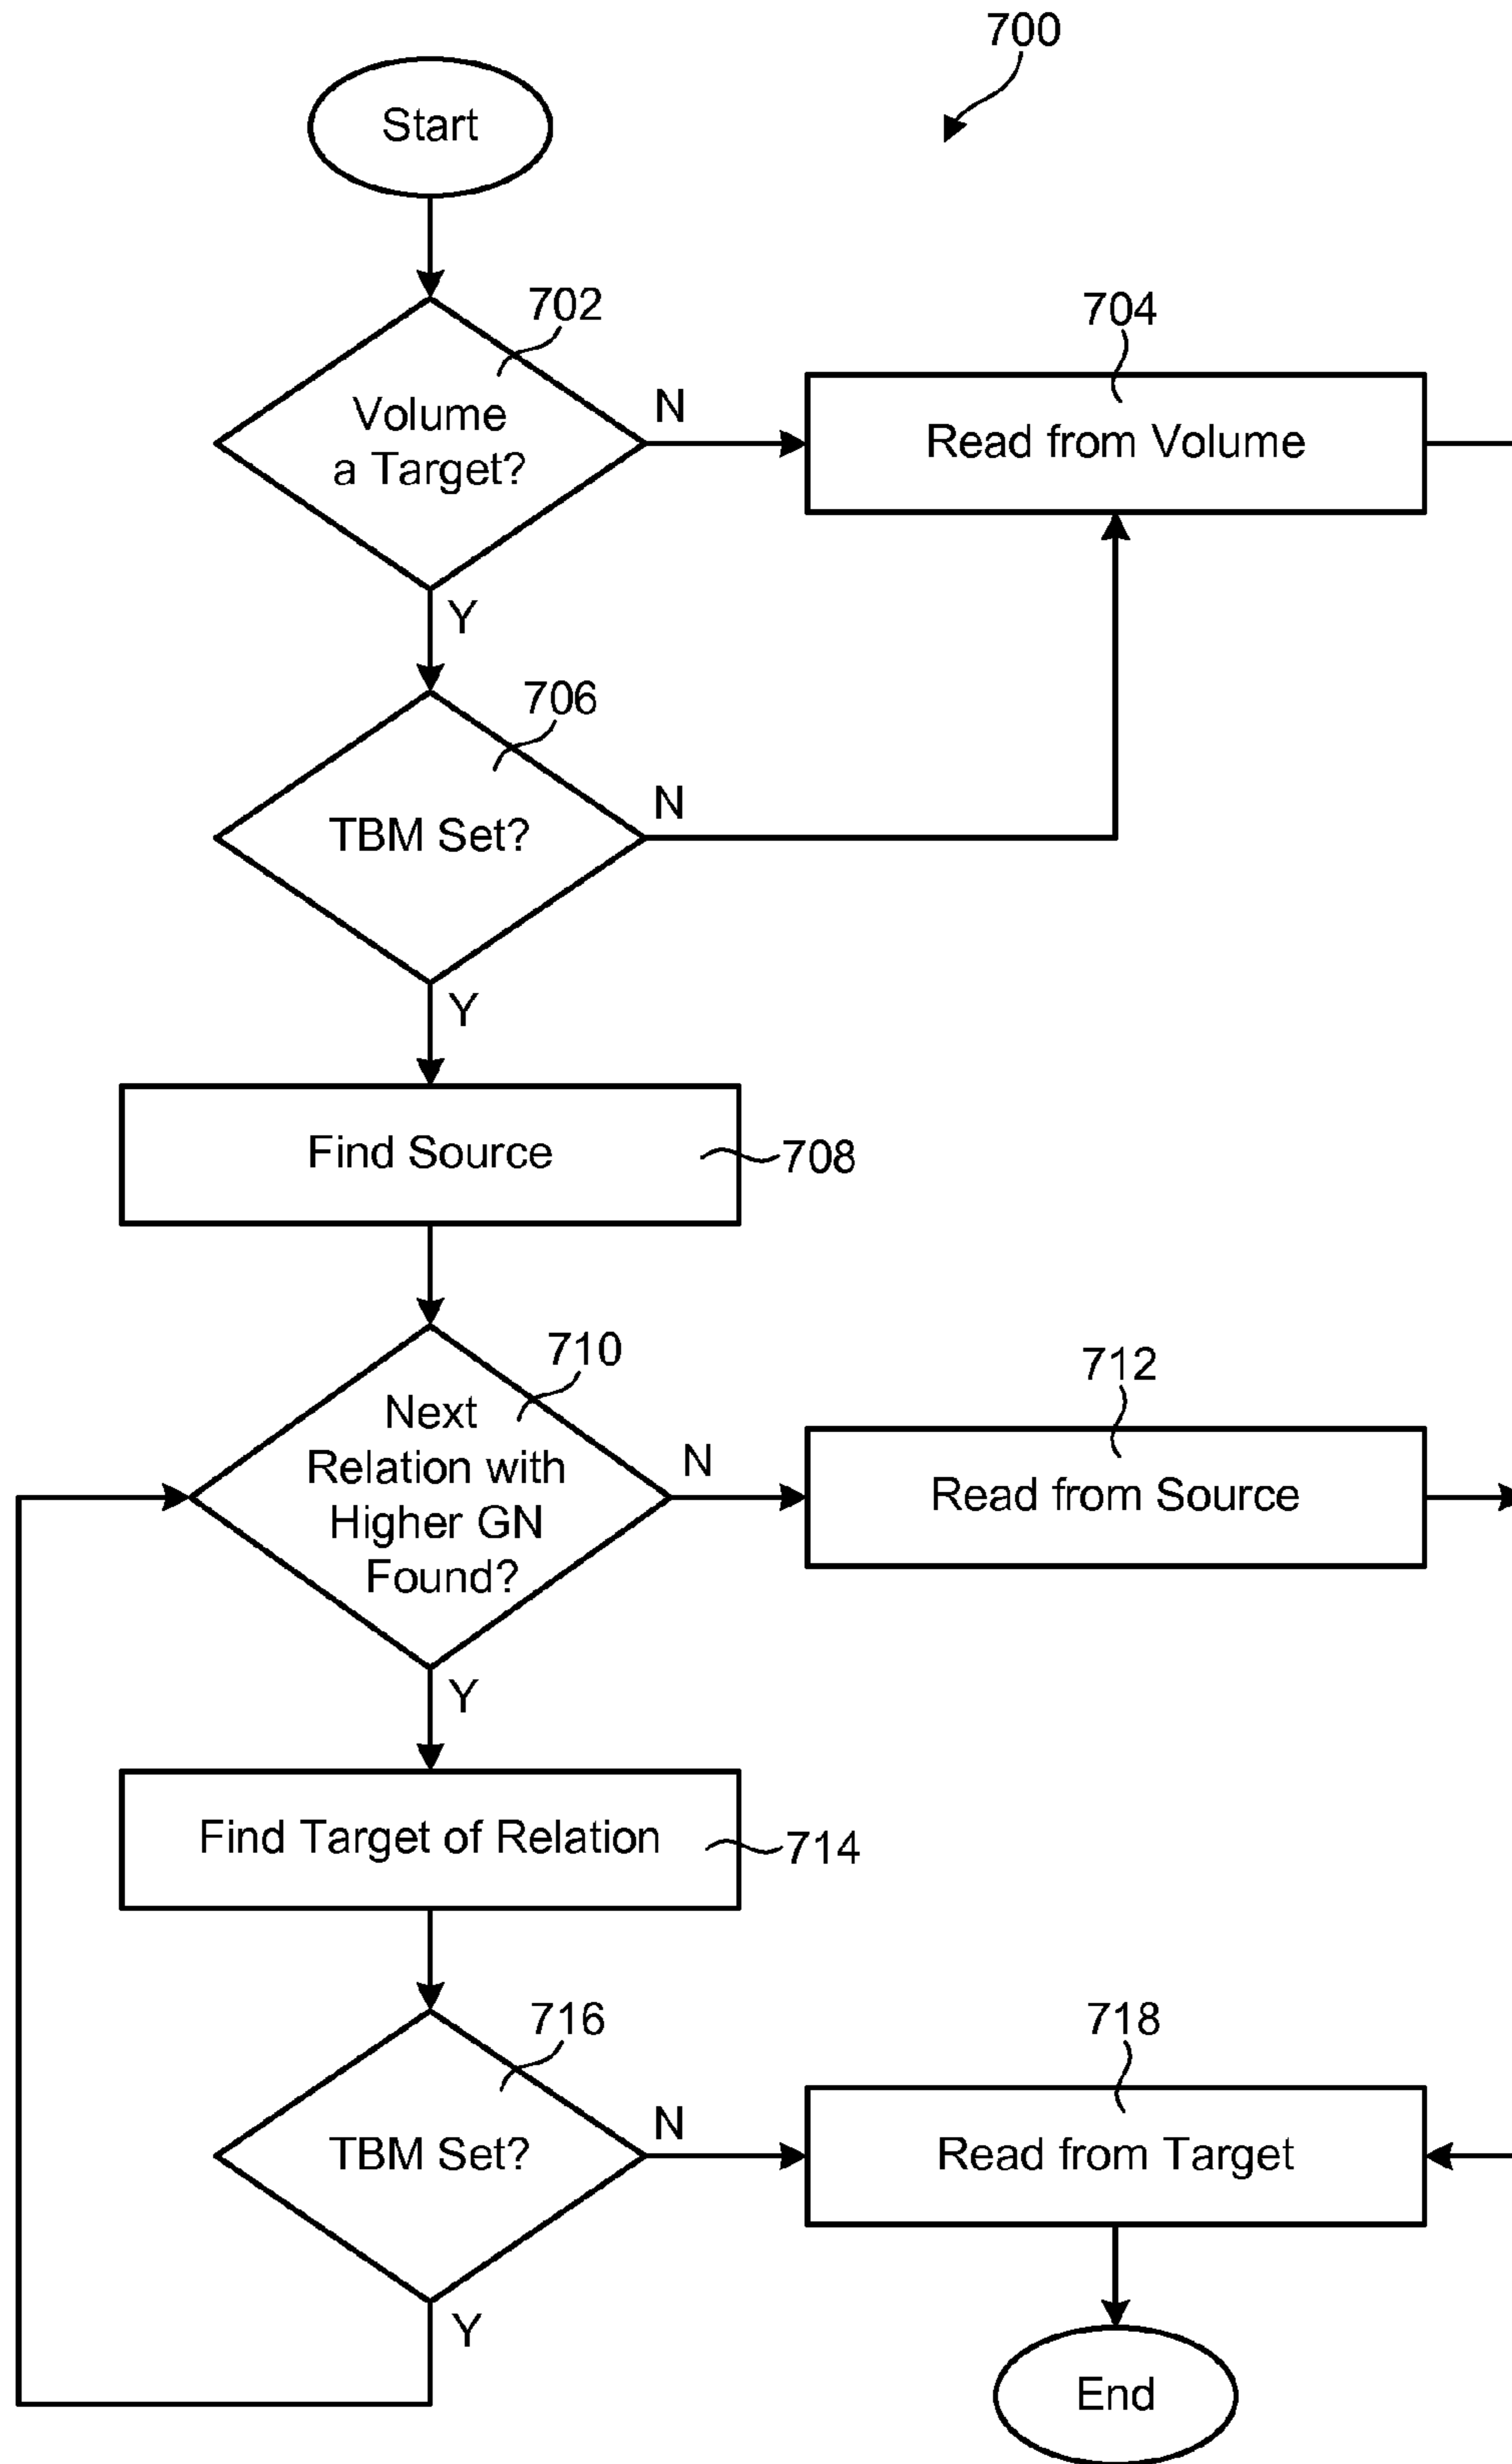 700
Start
702
Volume
a Target?
N
704
Read from Volume
Y
706
TBM Set?
N
Y
Find Source
708
710
Next
Relation with
Higher GN
Found?
N
712
Read from Source
Y
Find Target of Relation
714
716
TBM Set?
N
718
Read from Target
Y
End